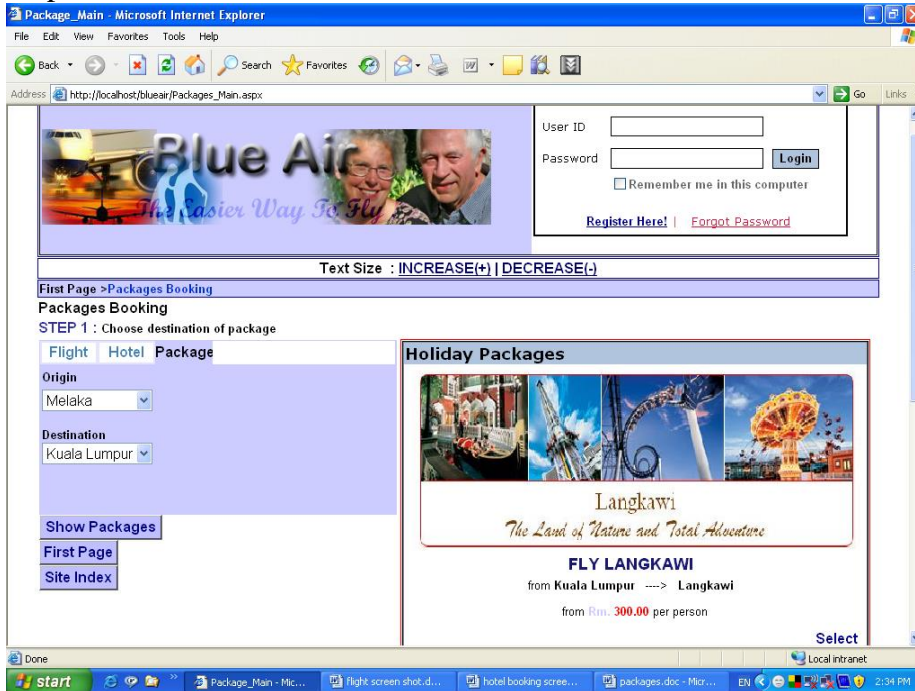 Package_Main - Microsoft Internet Explorer
File Edit View Favorites Tools Help
Back Search Favorites
Address http://localhost/blueair/Packages_Main.aspx Go Links
Blue Air
The Easier Way To Fly
User ID
Password Login
Remember me in this computer
Register Here! | Forgot Password
Text Size : INCREASE(+) | DECREASE(-)
First Page >Packages Booking
Packages Booking
STEP 1 : Choose destination of package
Flight Hotel Package
Origin
Melaka
Destination
Kuala Lumpur
Show Packages
First Page
Site Index
Holiday Packages
Langkawi
The Land of Nature and Total Adventure
FLY LANGKAWI
from Kuala Lumpur ----> Langkawi
from Rm. 300.00 per person
Select
Done Local intranet
start Package_Main - Mic... flight screen shot.d... hotel booking scree... packages.doc - Micr... EN 2:34 PM